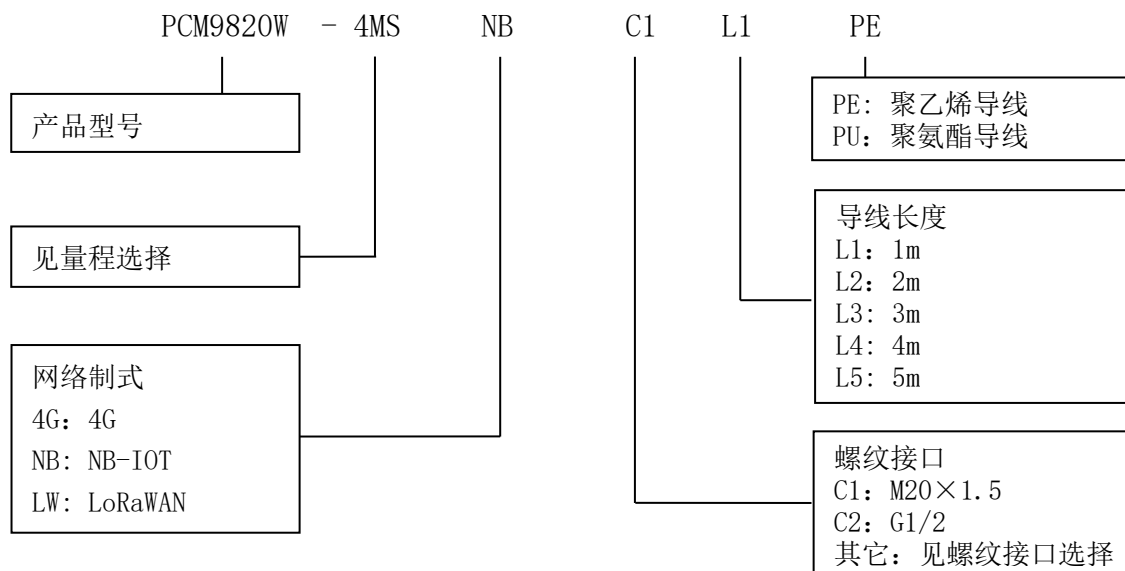 PCM9820W - 4MS NB C1 L1 PE
产品型号
见量程选择
网络制式
4G: 4G
NB: NB-IOT
LW: LoRaWAN
PE: 聚乙烯导线
PU: 聚氨酯导线
导线长度
L1: 1m
L2: 2m
L3: 3m
L4: 4m
L5: 5m
螺纹接口
C1: M20×1.5
C2: G1/2
其它: 见螺纹接口选择